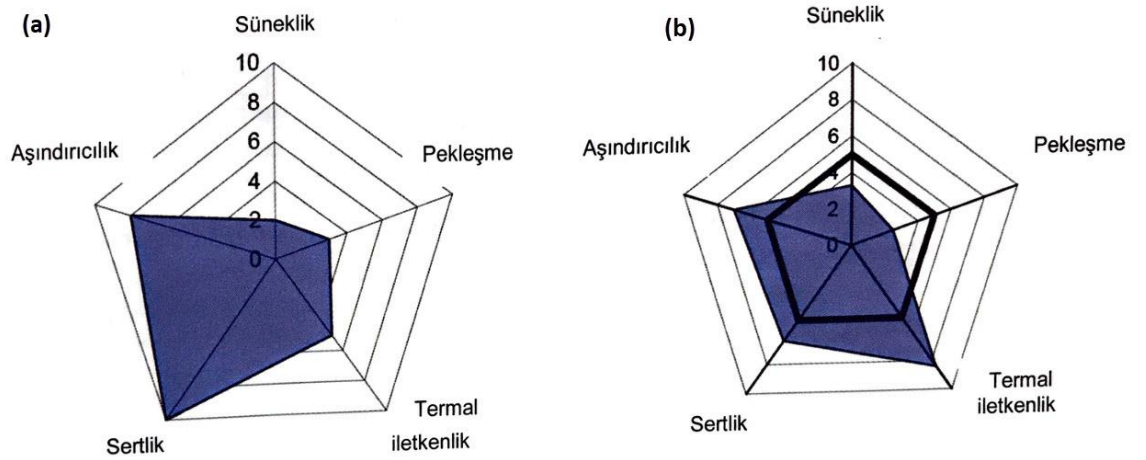 (a)
Süneklik
10
8
6
4
2
0
Aşındırıcılık
Pekleşme
Sertlik
Termal
iletkenlik
(b)
Süneklik
10
8
6
4
2
0
Aşındırıcılık
Pekleşme
Sertlik
Termal
iletkenlik